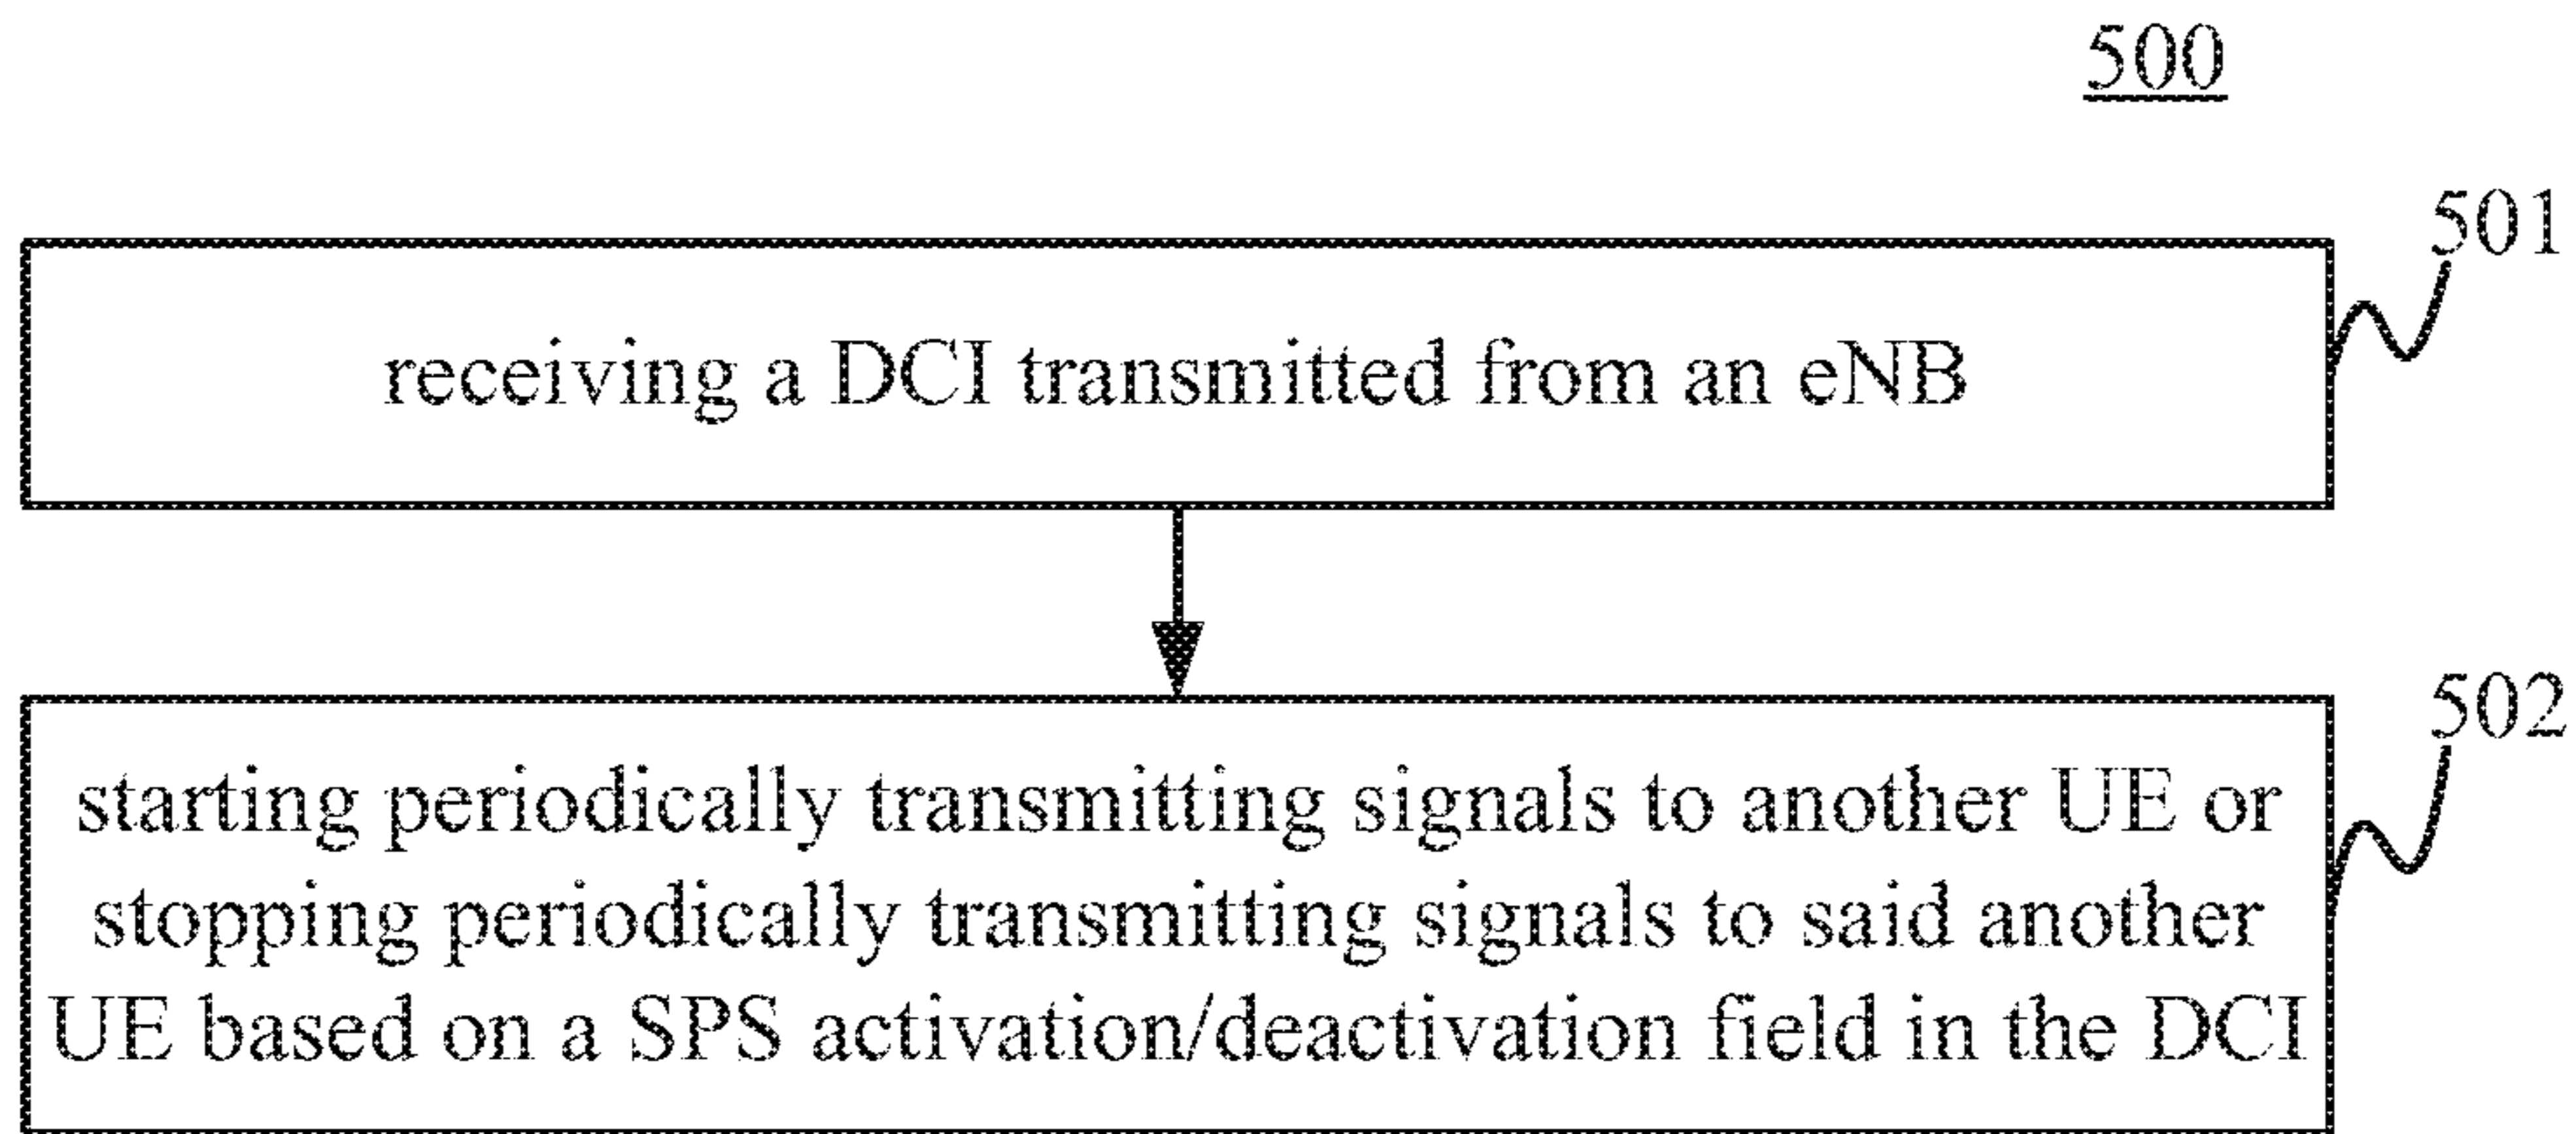 500
501
receiving a DCI transmitted from an eNB
502
starting periodically transmitting signals to another UE or
stopping periodically transmitting signals to said another
UE based on a SPS activation/deactivation field in the DCI